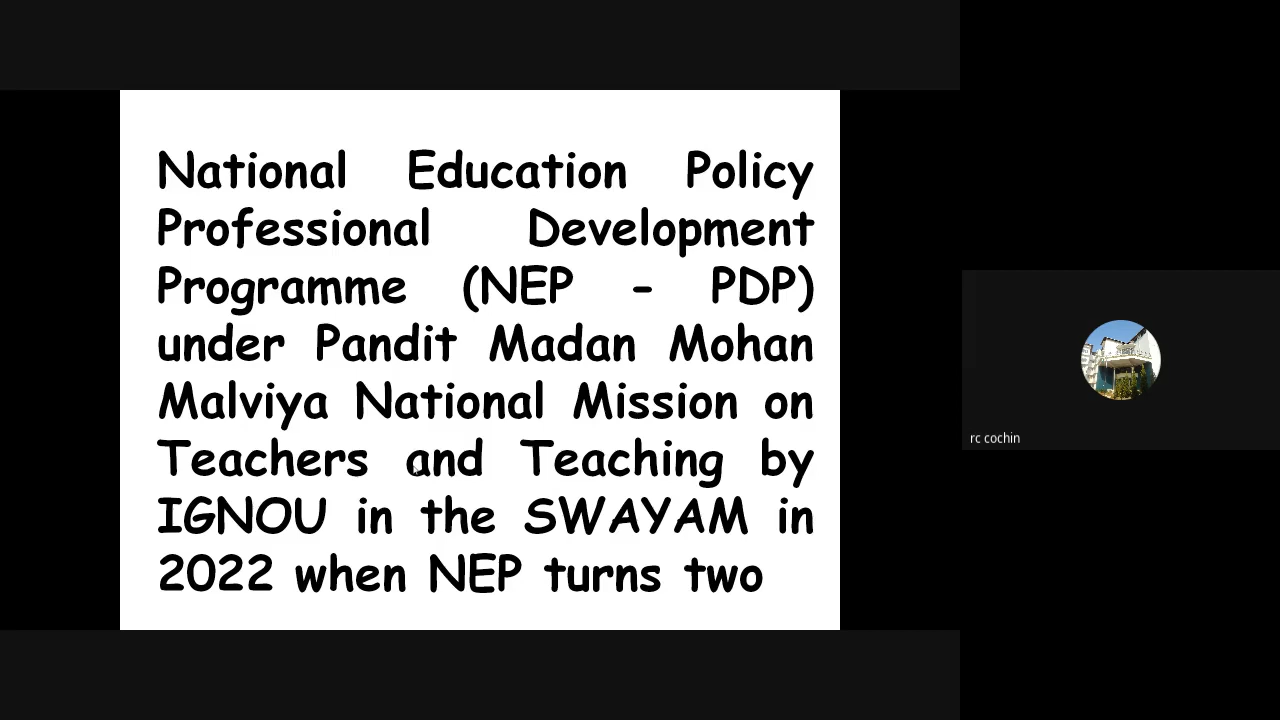 National Education Policy
Professional Development
Programme (NEP - PDP)
under Pandit Madan Mohan
Malviya National Mission on
Teachers and Teaching by
IGNOU in the SWAYAM in
2022 when NEP turns two
rc cochin